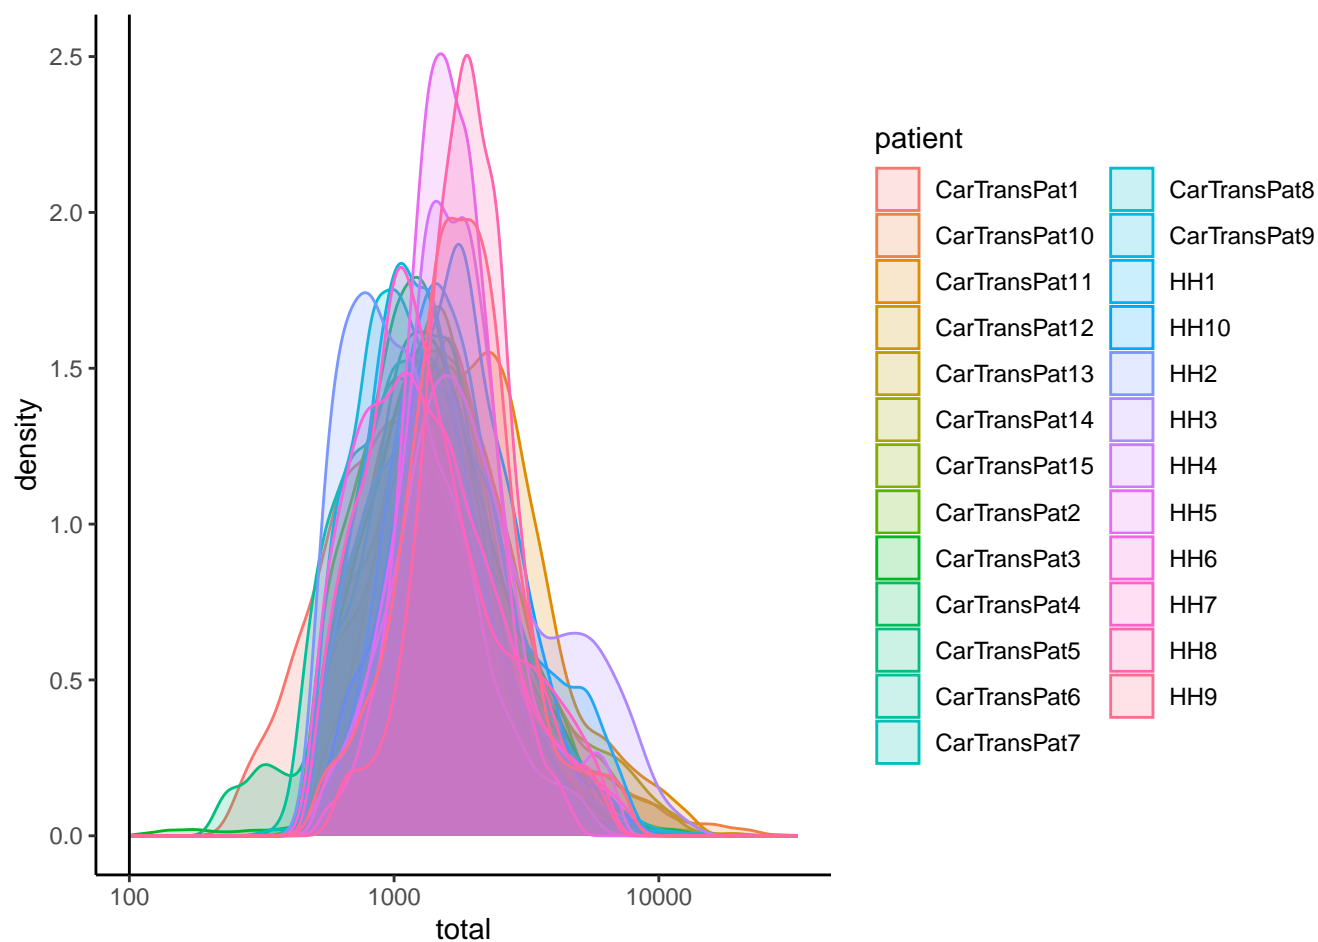 density
2.5
2.0
1.5
1.0
0.5
0.0
100
1000
10000
total
patient
CarTransPat1
CarTransPat10
CarTransPat11
CarTransPat12
CarTransPat13
CarTransPat14
CarTransPat15
CarTransPat2
CarTransPat3
CarTransPat4
CarTransPat5
CarTransPat6
CarTransPat7
CarTransPat8
CarTransPat9
HH1
HH10
HH2
HH3
HH4
HH5
HH6
HH7
HH8
HH9